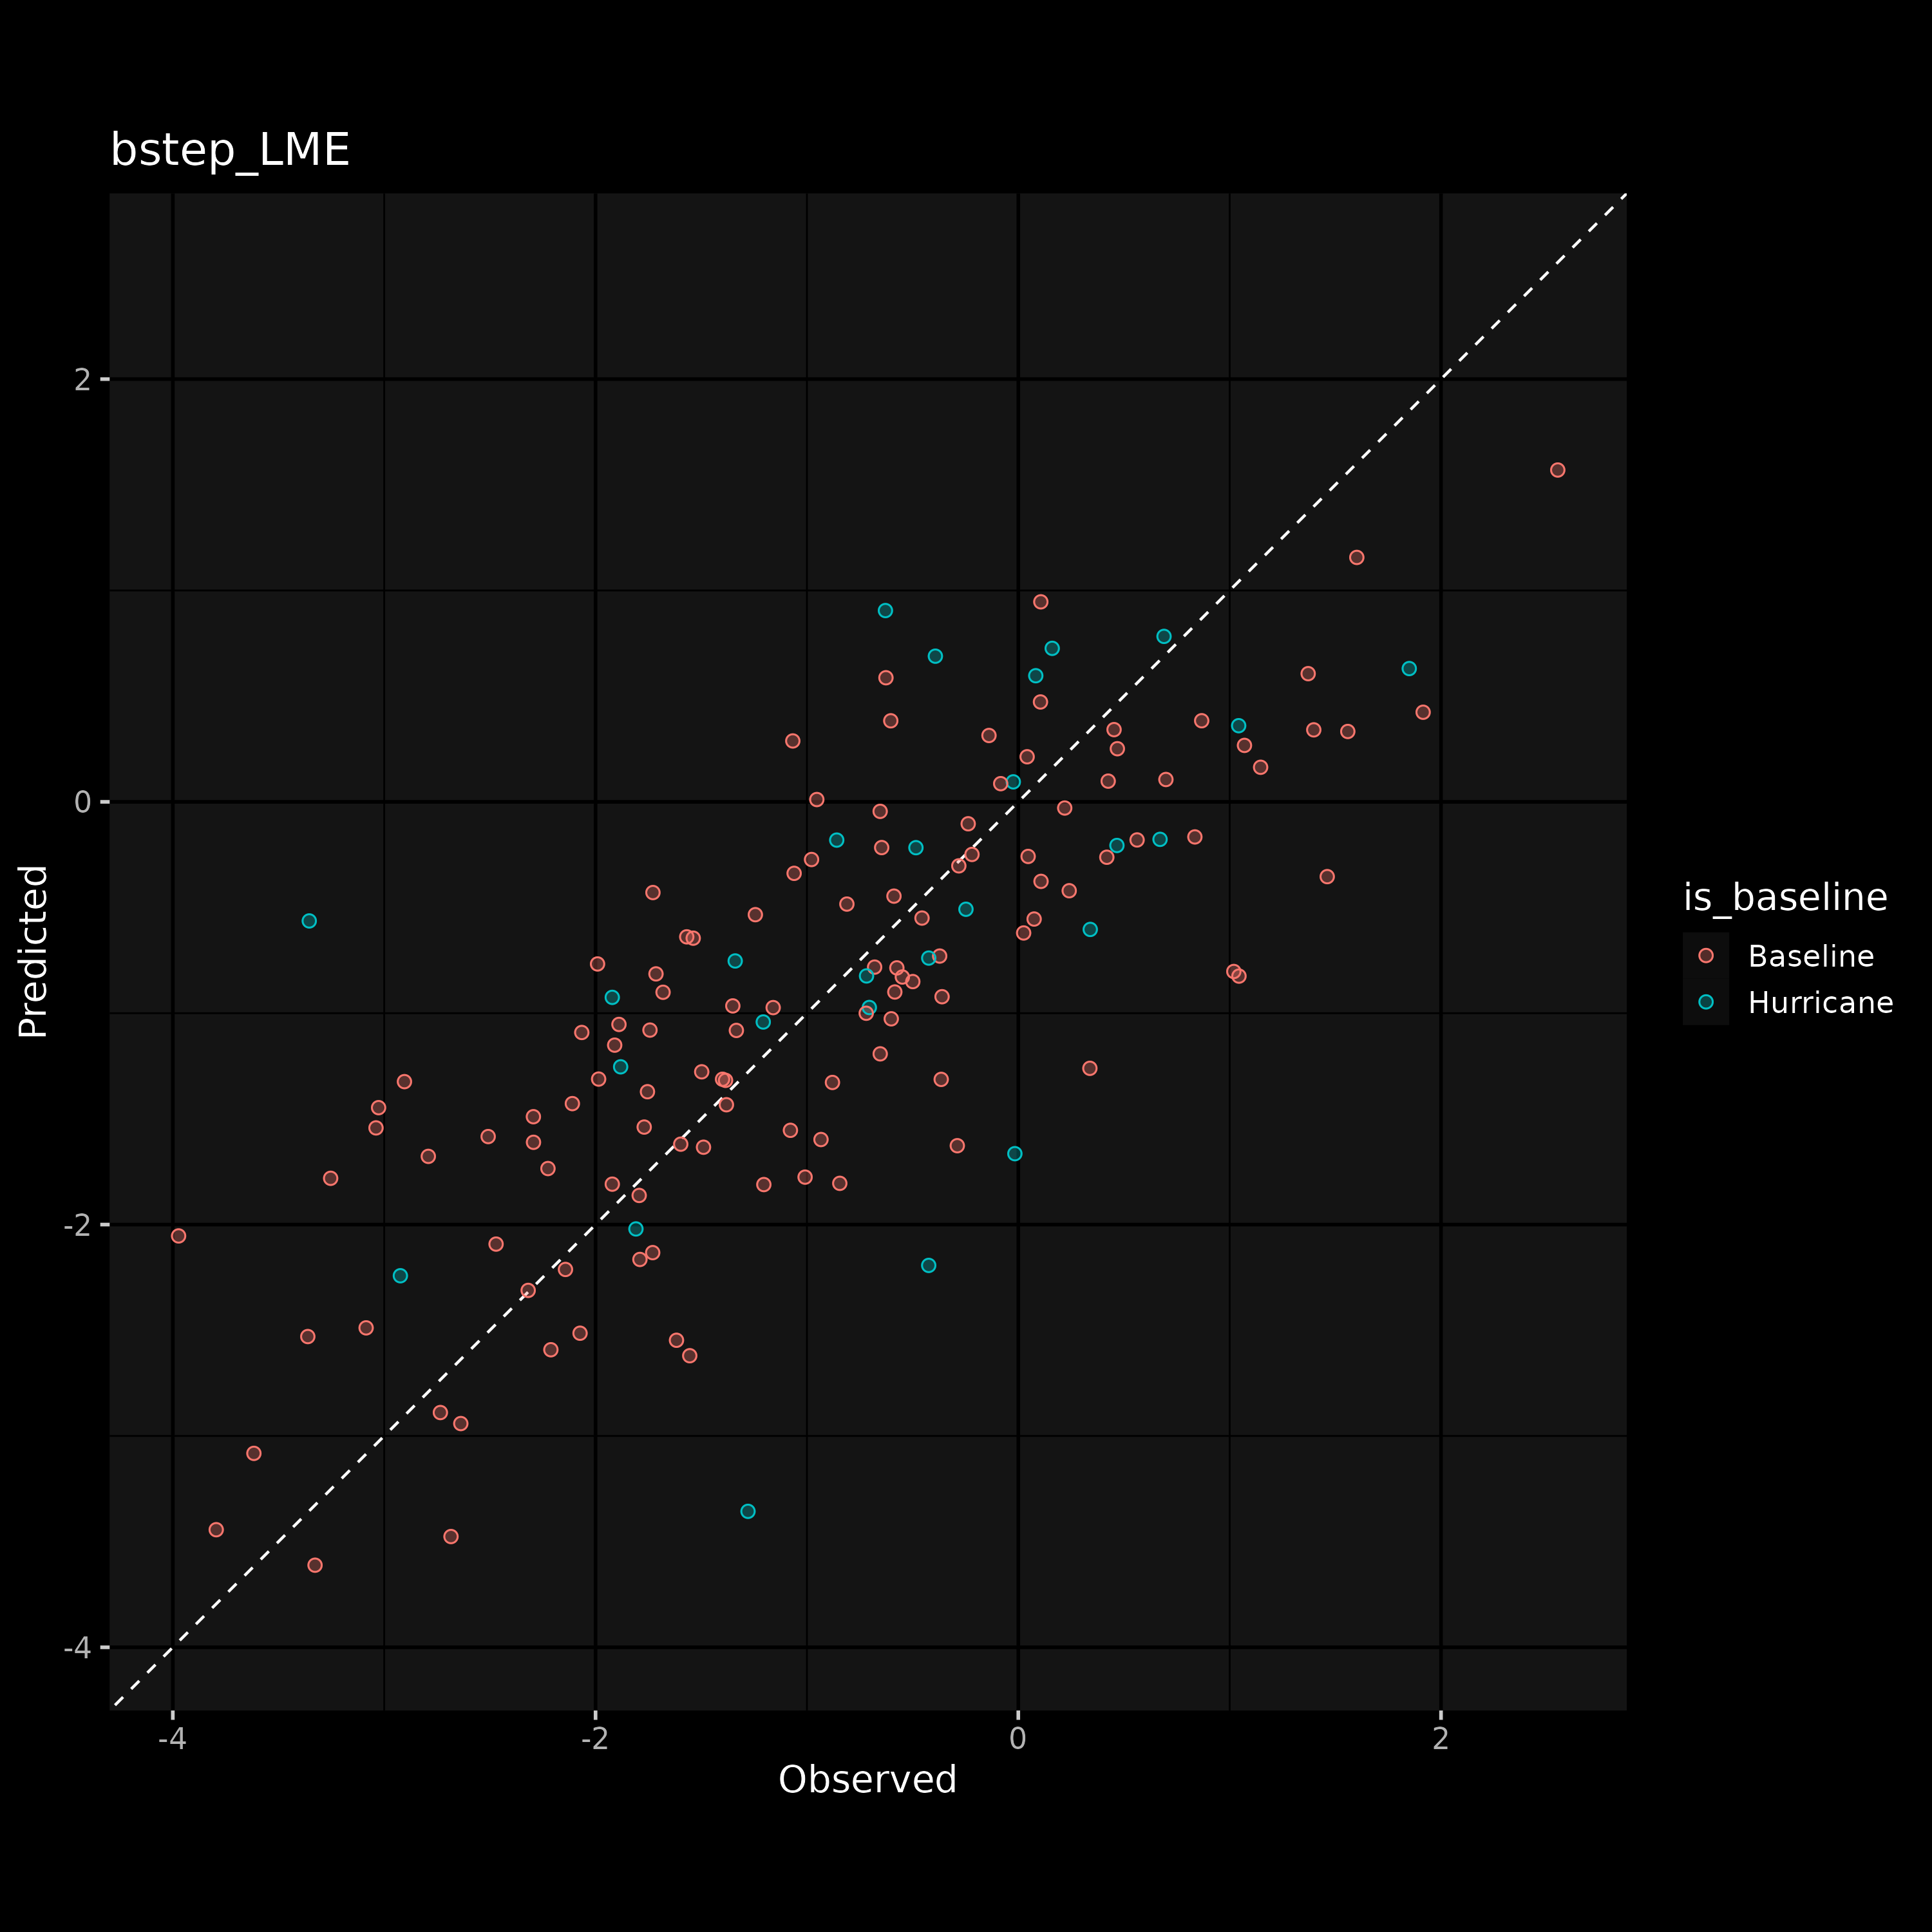 bstep_LME
Predicted
2
0
-2
-4
-4
-2
0
2
Observed
is_baseline
Baseline
Hurricane